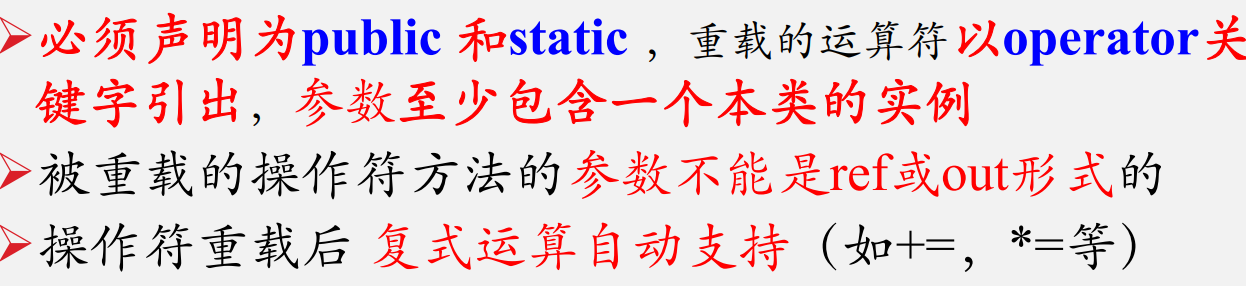 ➢必须声明为public 和static ，重载的运算符以operator关
键字引出，参数至少包含一个本类的实例
➢被重载的操作符方法的参数不能是ref或out形式的
➢操作符重载后 复式运算自动支持（如+=，*=等）